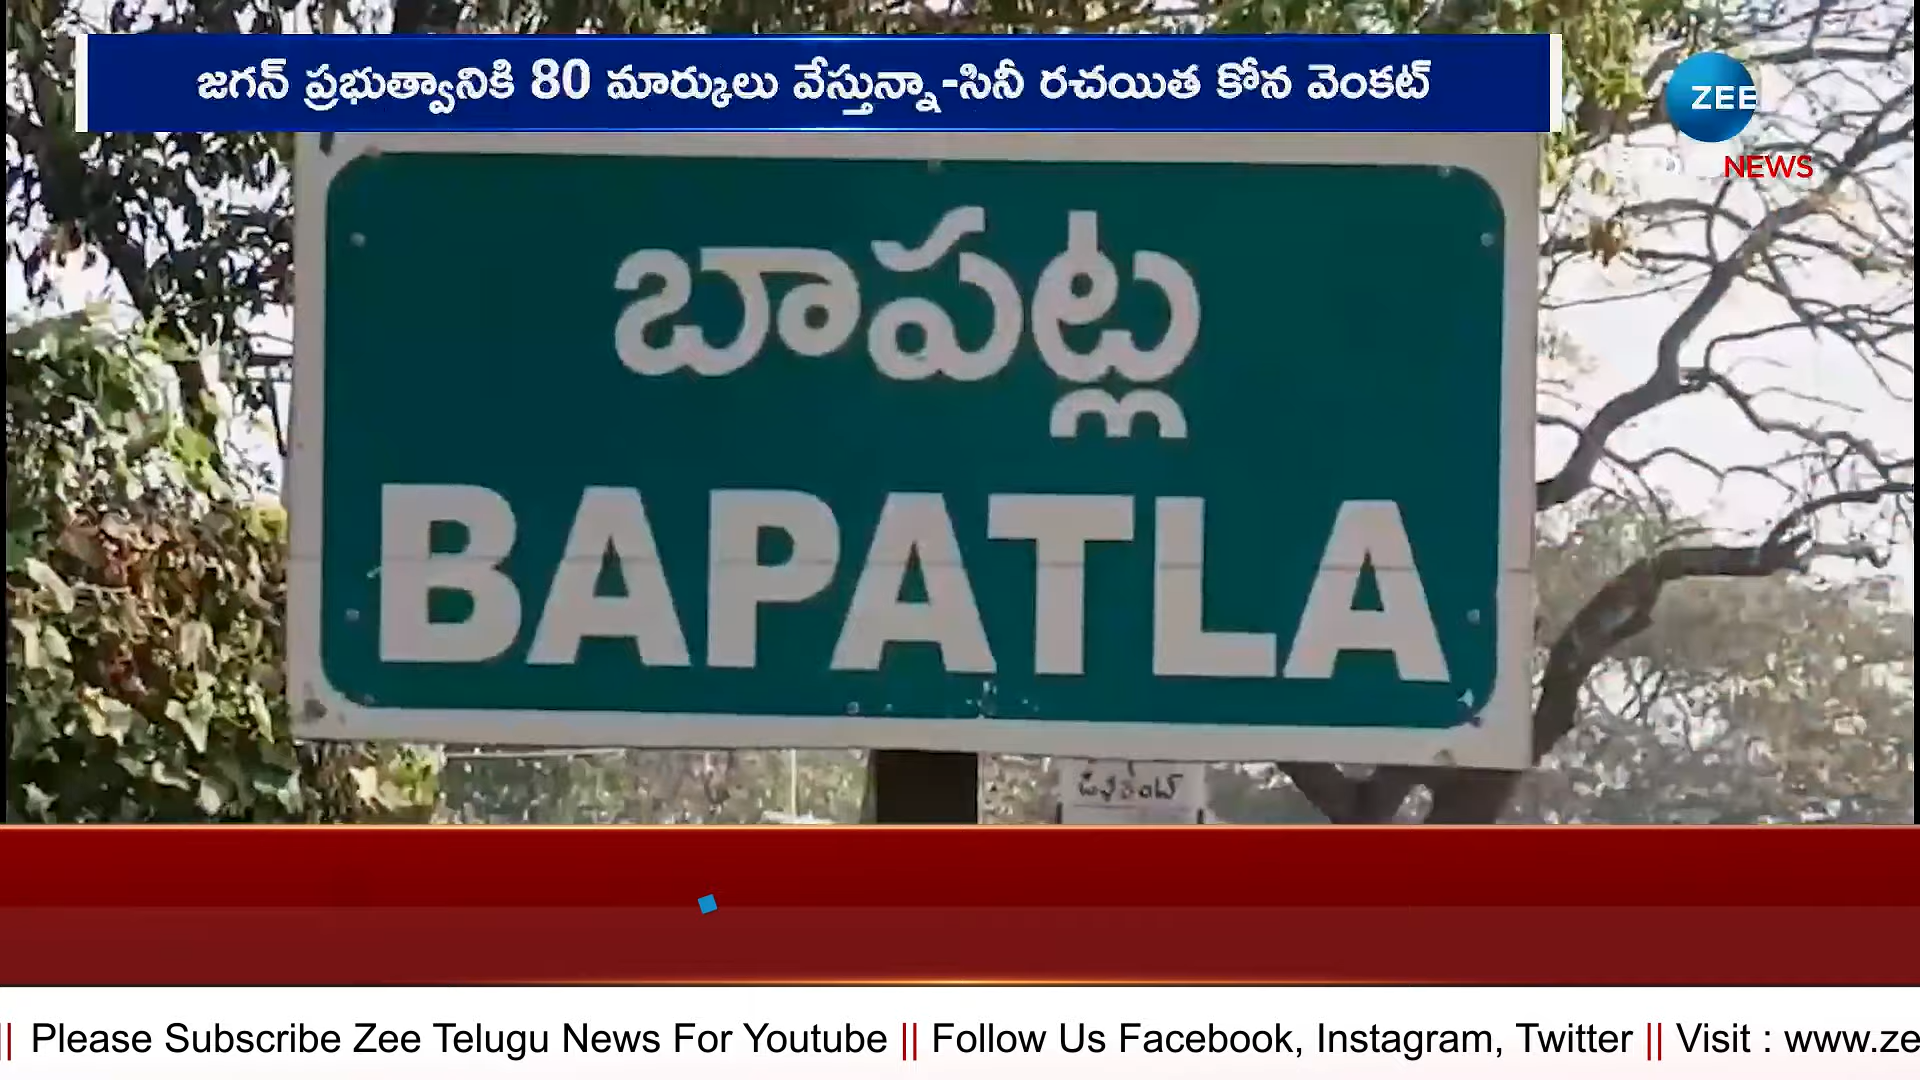 జగన్ ప్రభుత్వానికి 80 మార్కులు వేస్తున్నా-సినీ రచయిత కోన వెంకట్
ZEE
NEWS
బాపట్ల
BAPATLA
|| Please Subscribe Zee Telugu News For Youtube || Follow Us Facebook, Instagram, Twitter || Visit : www.ze